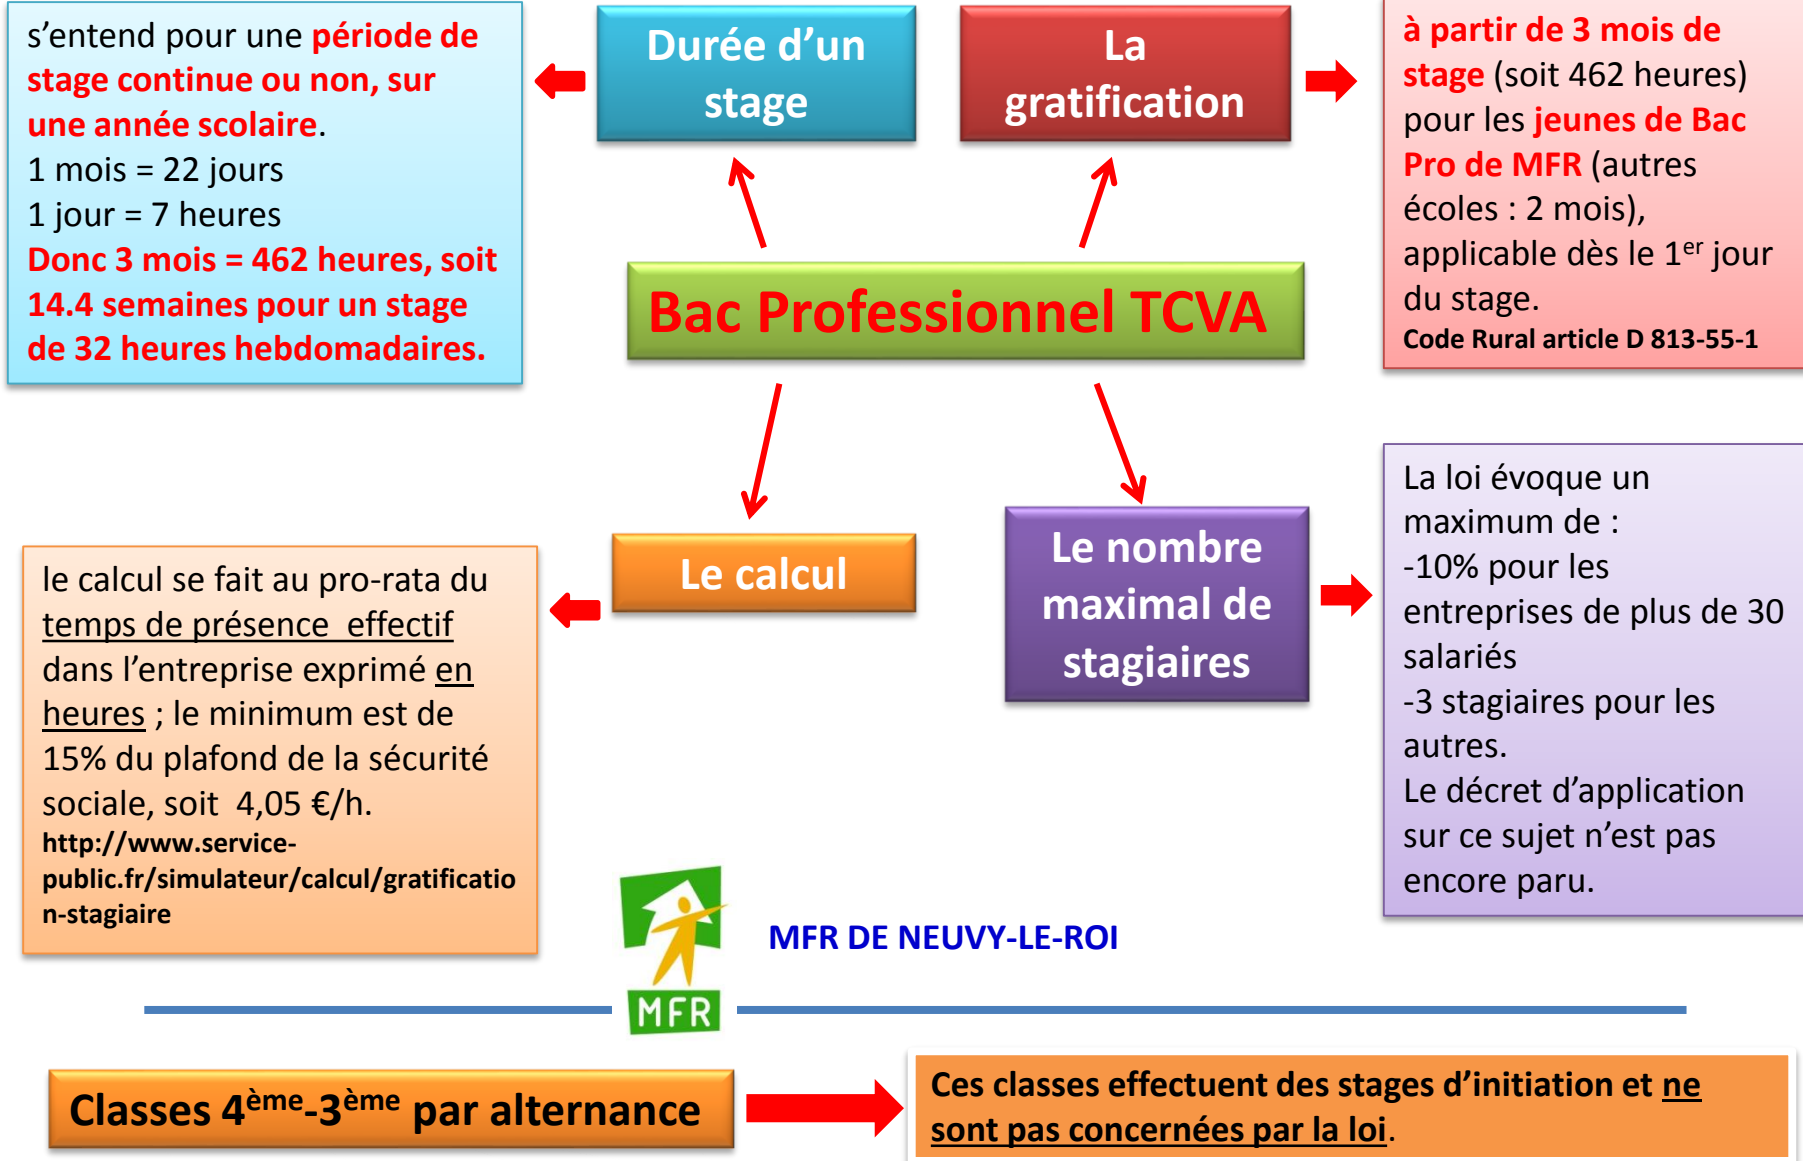 s’entend pour une période de
stage continue ou non, sur
une année scolaire.
1 mois = 22 jours
1 jour = 7 heures
Donc 3 mois = 462 heures, soit
14.4 semaines pour un stage
de 32 heures hebdomadaires.
Durée d’un
stage
La
gratification
à partir de 3 mois de
stage (soit 462 heures)
pour les jeunes de Bac
Pro de MFR (autres
écoles : 2 mois),
applicable dès le 1er jour
du stage.
Code Rural article D 813-55-1
Bac Professionnel TCVA
le calcul se fait au pro-rata du
temps de présence effectif
dans l’entreprise exprimé en
heures ; le minimum est de
15% du plafond de la sécurité
sociale, soit 4,05 €/h.
http://www.service-
public.fr/simulateur/calcul/gratificatio
n-stagiaire
Le calcul
Le nombre
maximal de
stagiaires
La loi évoque un
maximum de :
-10% pour les
entreprises de plus de 30
salariés
-3 stagiaires pour les
autres.
Le décret d’application
sur ce sujet n’est pas
encore paru.
MFR
MFR DE NEUVY-LE-ROI
Classes 4ème-3ème par alternance
Ces classes effectuent des stages d’initiation et ne
sont pas concernées par la loi.